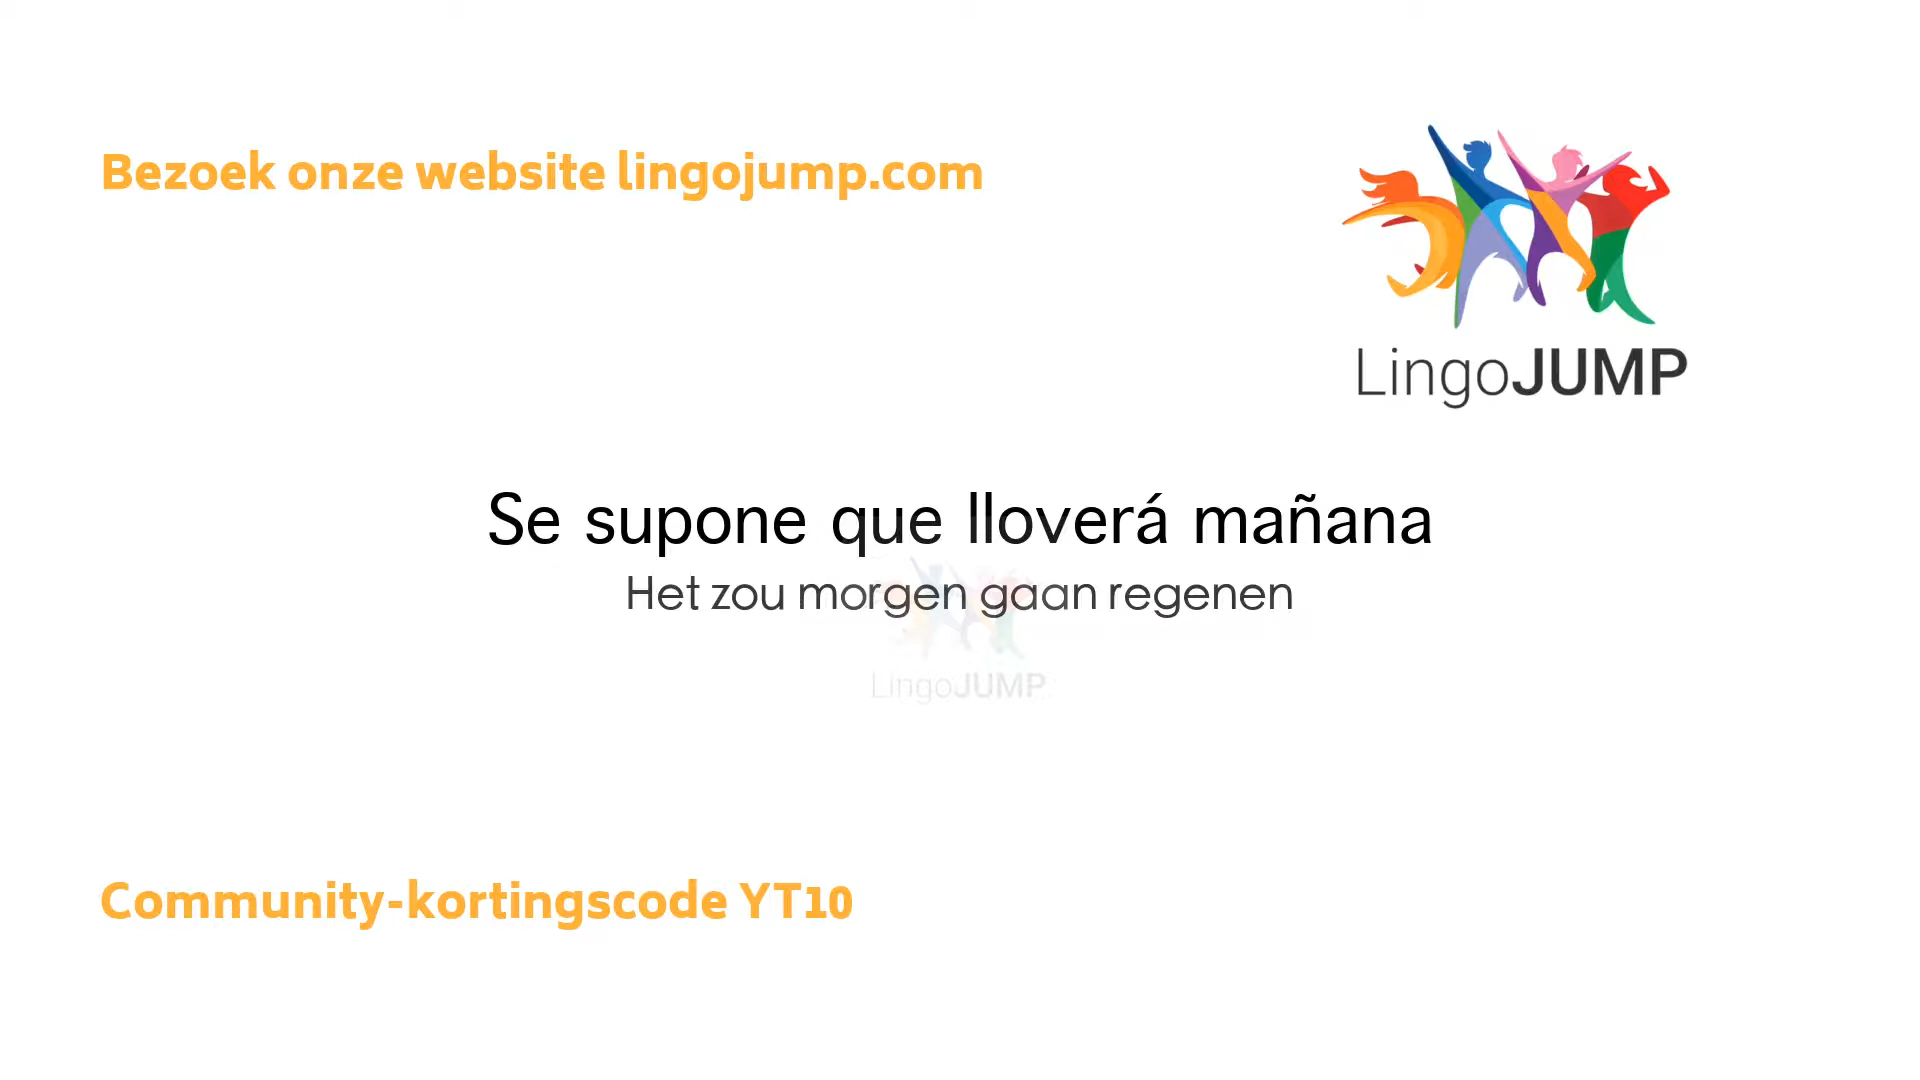 Bezoek onze website lingojump.com
LingoJUMP
Se supone que lloverá mañana
Het zou morgen gaan regenen
LingoJUMP
Community-kortingscode YT10